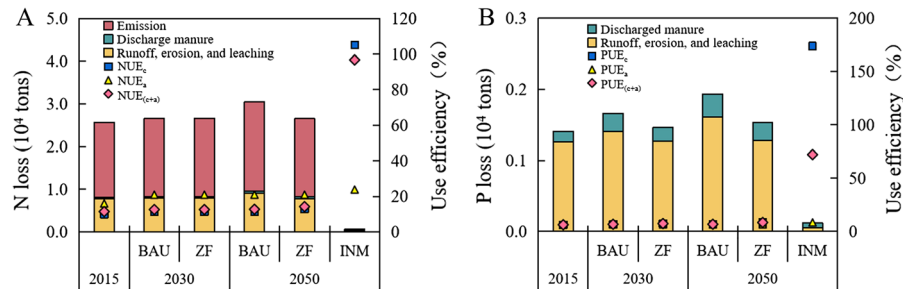 A
5.0
4.0
3.0
2.0
1.0
0.0
N loss (10⁴ tons)
Emission
Discharge manure
Runoff, erosion, and leaching
NUEc
NUEa
NUE(c+a)
120
100
80
60
40
20
0
Use efficiency (%)
BAU ZF BAU ZF INM
2015 2030 2050
B
0.3
0.2
0.1
0.0
P loss (10⁴ tons)
Discharged manure
Runoff, erosion, and leaching
PUEc
PUEa
PUE(c+a)
200
150
100
50
0
Use efficiency (%)
BAU ZF BAU ZF INM
2015 2030 2050